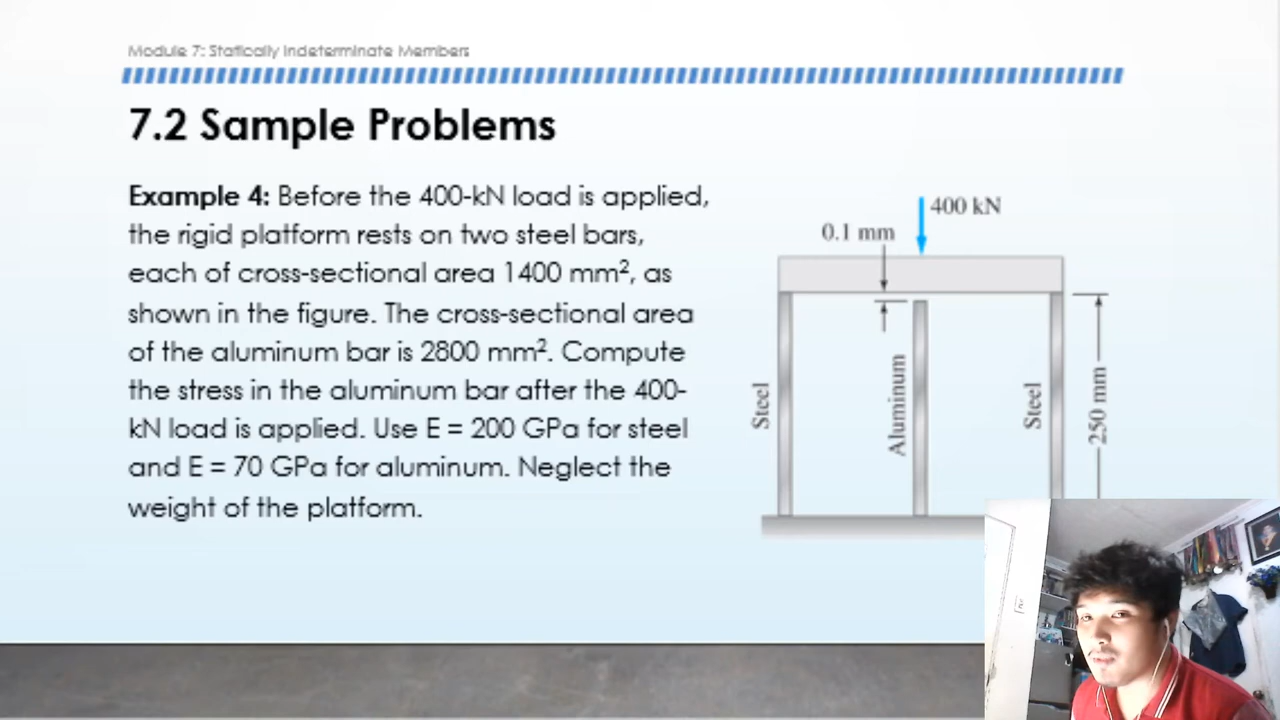 Module 7: Statically Indeterminate Members
7.2 Sample Problems
Example 4: Before the 400-kN load is applied,
the rigid platform rests on two steel bars,
each of cross-sectional area 1400 mm², as
shown in the figure. The cross-sectional area
of the aluminum bar is 2800 mm². Compute
the stress in the aluminum bar after the 400-
kN load is applied. Use E = 200 GPa for steel
and E = 70 GPa for aluminum. Neglect the
weight of the platform.
400 kN
0.1 mm
Steel
Aluminum
Steel
250 mm